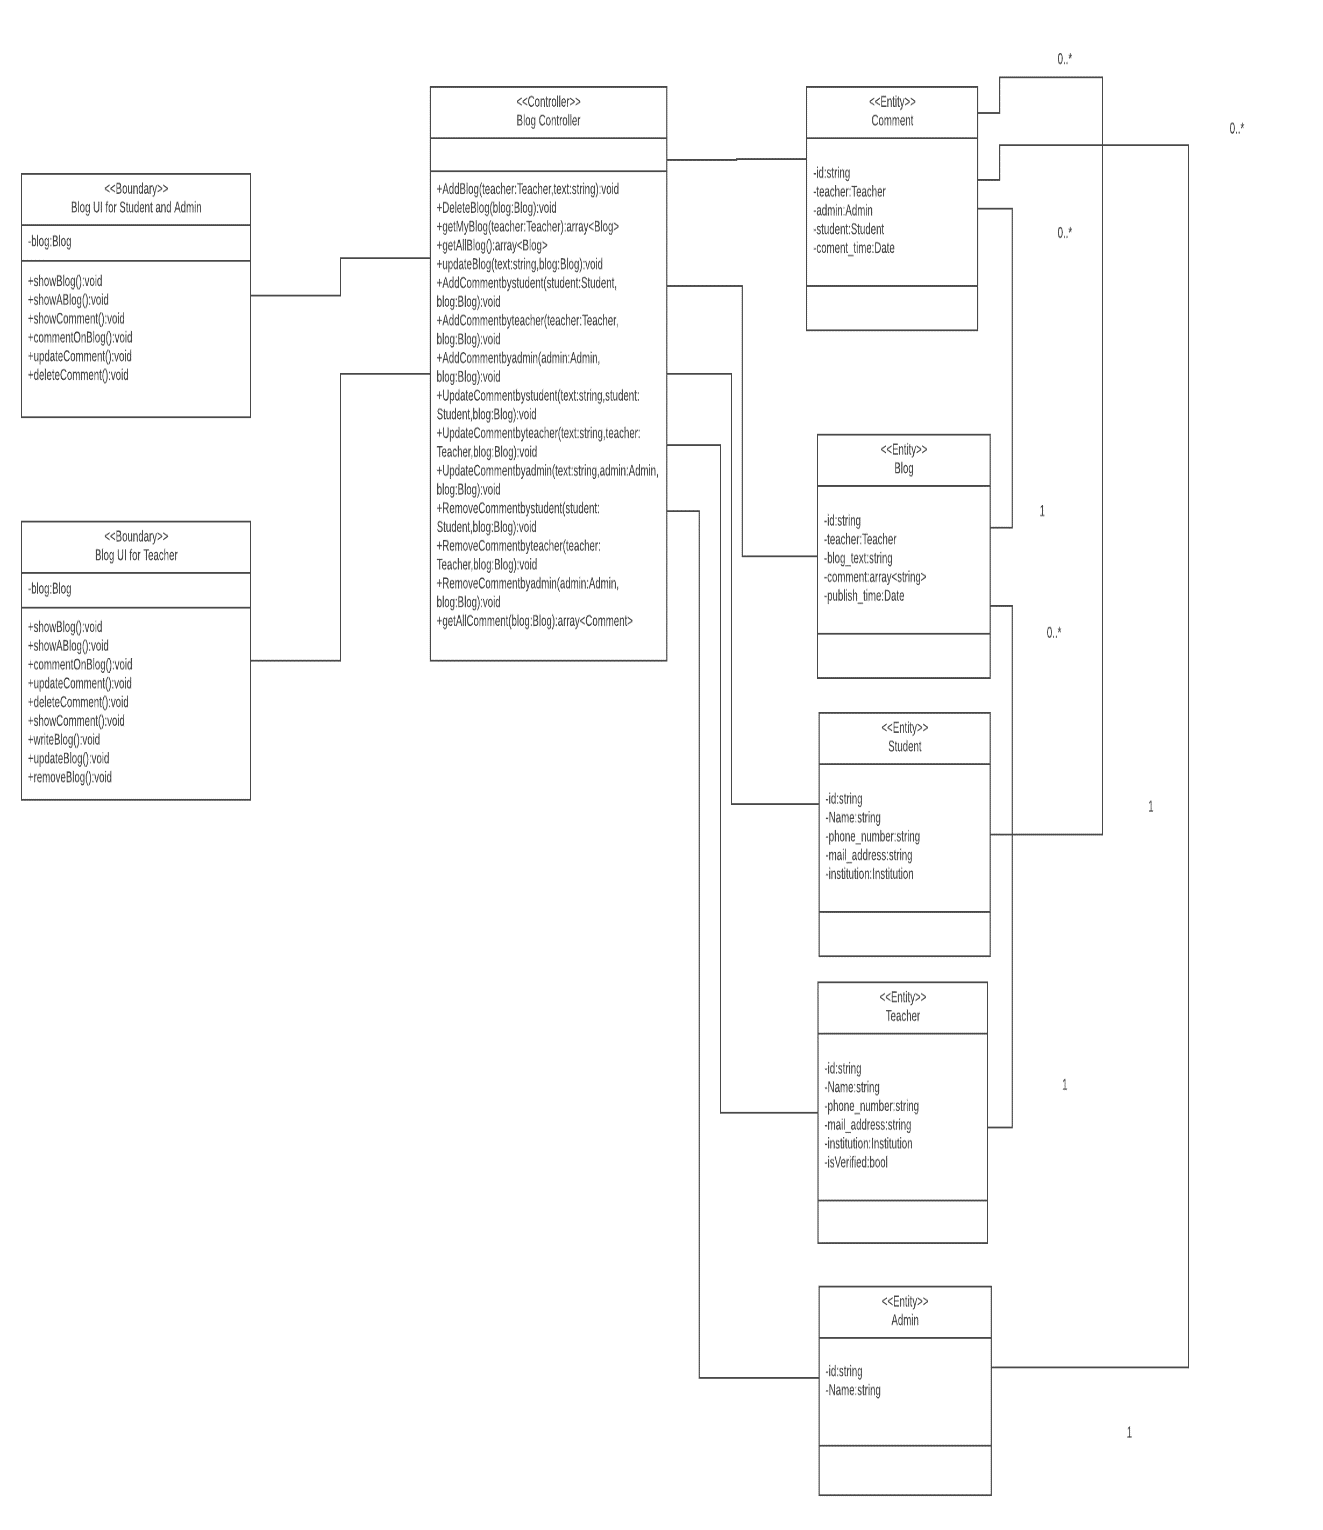 <<Boundary>>
Blog UI for Student and Admin
-blog:Blog
+showBlog():void
+showABlog():void
+showComment():void
+commentOnBlog():void
+updateComment():void
+deleteComment():void
<<Boundary>>
Blog UI for Teacher
-blog:Blog
+showBlog():void
+showABlog():void
+commentOnBlog():void
+updateComment():void
+deleteComment():void
+showComment():void
+writeBlog():void
+updateBlog():void
+removeBlog():void
<<Controller>>
Blog Controller
+AddBlog(teacher:Teacher,text:string):void
+DeleteBlog(blog:Blog):void
+getMyBlog(teacher:Teacher):array<Blog>
+getAllBlog():array<Blog>
+updateBlog(text:string,blog:Blog):void
+AddCommentbystudent(student:Student,
blog:Blog):void
+AddCommentbyteacher(teacher:Teacher,
blog:Blog):void
+AddCommentbyadmin(admin:Admin,
blog:Blog):void
+UpdateCommentbystudent(text:string,student:
Student,blog:Blog):void
+UpdateCommentbyteacher(text:string,teacher:
Teacher,blog:Blog):void
+UpdateCommentbyadmin(text:string,admin:Admin,
blog:Blog):void
+RemoveCommentbystudent(student:
Student,blog:Blog):void
+RemoveCommentbyteacher(teacher:
Teacher,blog:Blog):void
+RemoveCommentbyadmin(admin:Admin,
blog:Blog):void
+getAllComment(blog:Blog):array<Comment>
<<Entity>>
Comment
-id:string
-teacher:Teacher
-admin:Admin
-student:Student
-coment_time:Date
<<Entity>>
Blog
-id:string
-teacher:Teacher
-blog_text:string
-comment:array<string>
-publish_time:Date
<<Entity>>
Student
-id:string
-Name:string
-phone_number:string
-mail_address:string
-institution:Institution
<<Entity>>
Teacher
-id:string
-Name:string
-phone_number:string
-mail_address:string
-institution:Institution
-isVerified:bool
<<Entity>>
Admin
-id:string
-Name:string
0..*
0..*
0..*
1
0..*
1
1
1